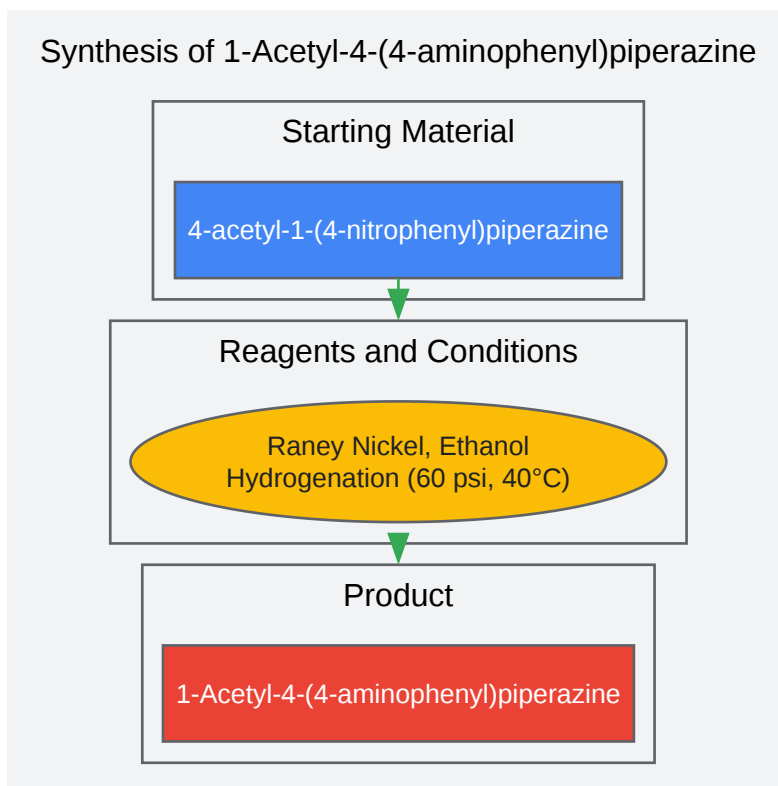 Synthesis of 1-Acetyl-4-(4-aminophenyl)piperazine
Starting Material
4-acetyl-1-(4-nitrophenyl)piperazine
Reagents and Conditions
Raney Nickel, Ethanol
Hydrogenation (60 psi, 40°C)
Product
1-Acetyl-4-(4-aminophenyl)piperazine